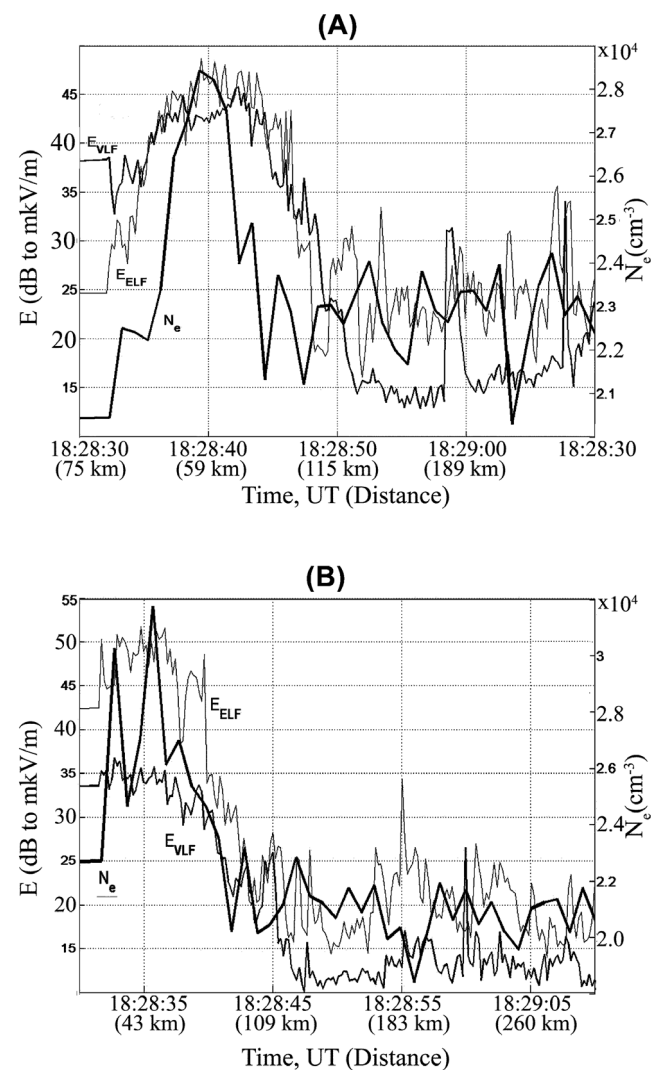 (A)
x10⁴
45
40
35
30
25
20
15
E (dB to mkV/m)
E_VLF
E_ELF
N_e
2.8
2.7
2.6
2.5
2.4
2.3
2.2
2.1
N_e(cm⁻³)
18:28:30 18:28:40 18:28:50 18:29:00 18:28:30
(75 km) (59 km) (115 km) (189 km)
Time, UT (Distance)
(B)
x10⁴
55
50
45
40
35
30
25
20
15
E (dB to mkV/m)
E_ELF
E_VLF
N_e
3
2.8
2.6
2.4
2.2
2.0
N_e(cm⁻³)
18:28:35 18:28:45 18:28:55 18:29:05
(43 km) (109 km) (183 km) (260 km)
Time, UT (Distance)